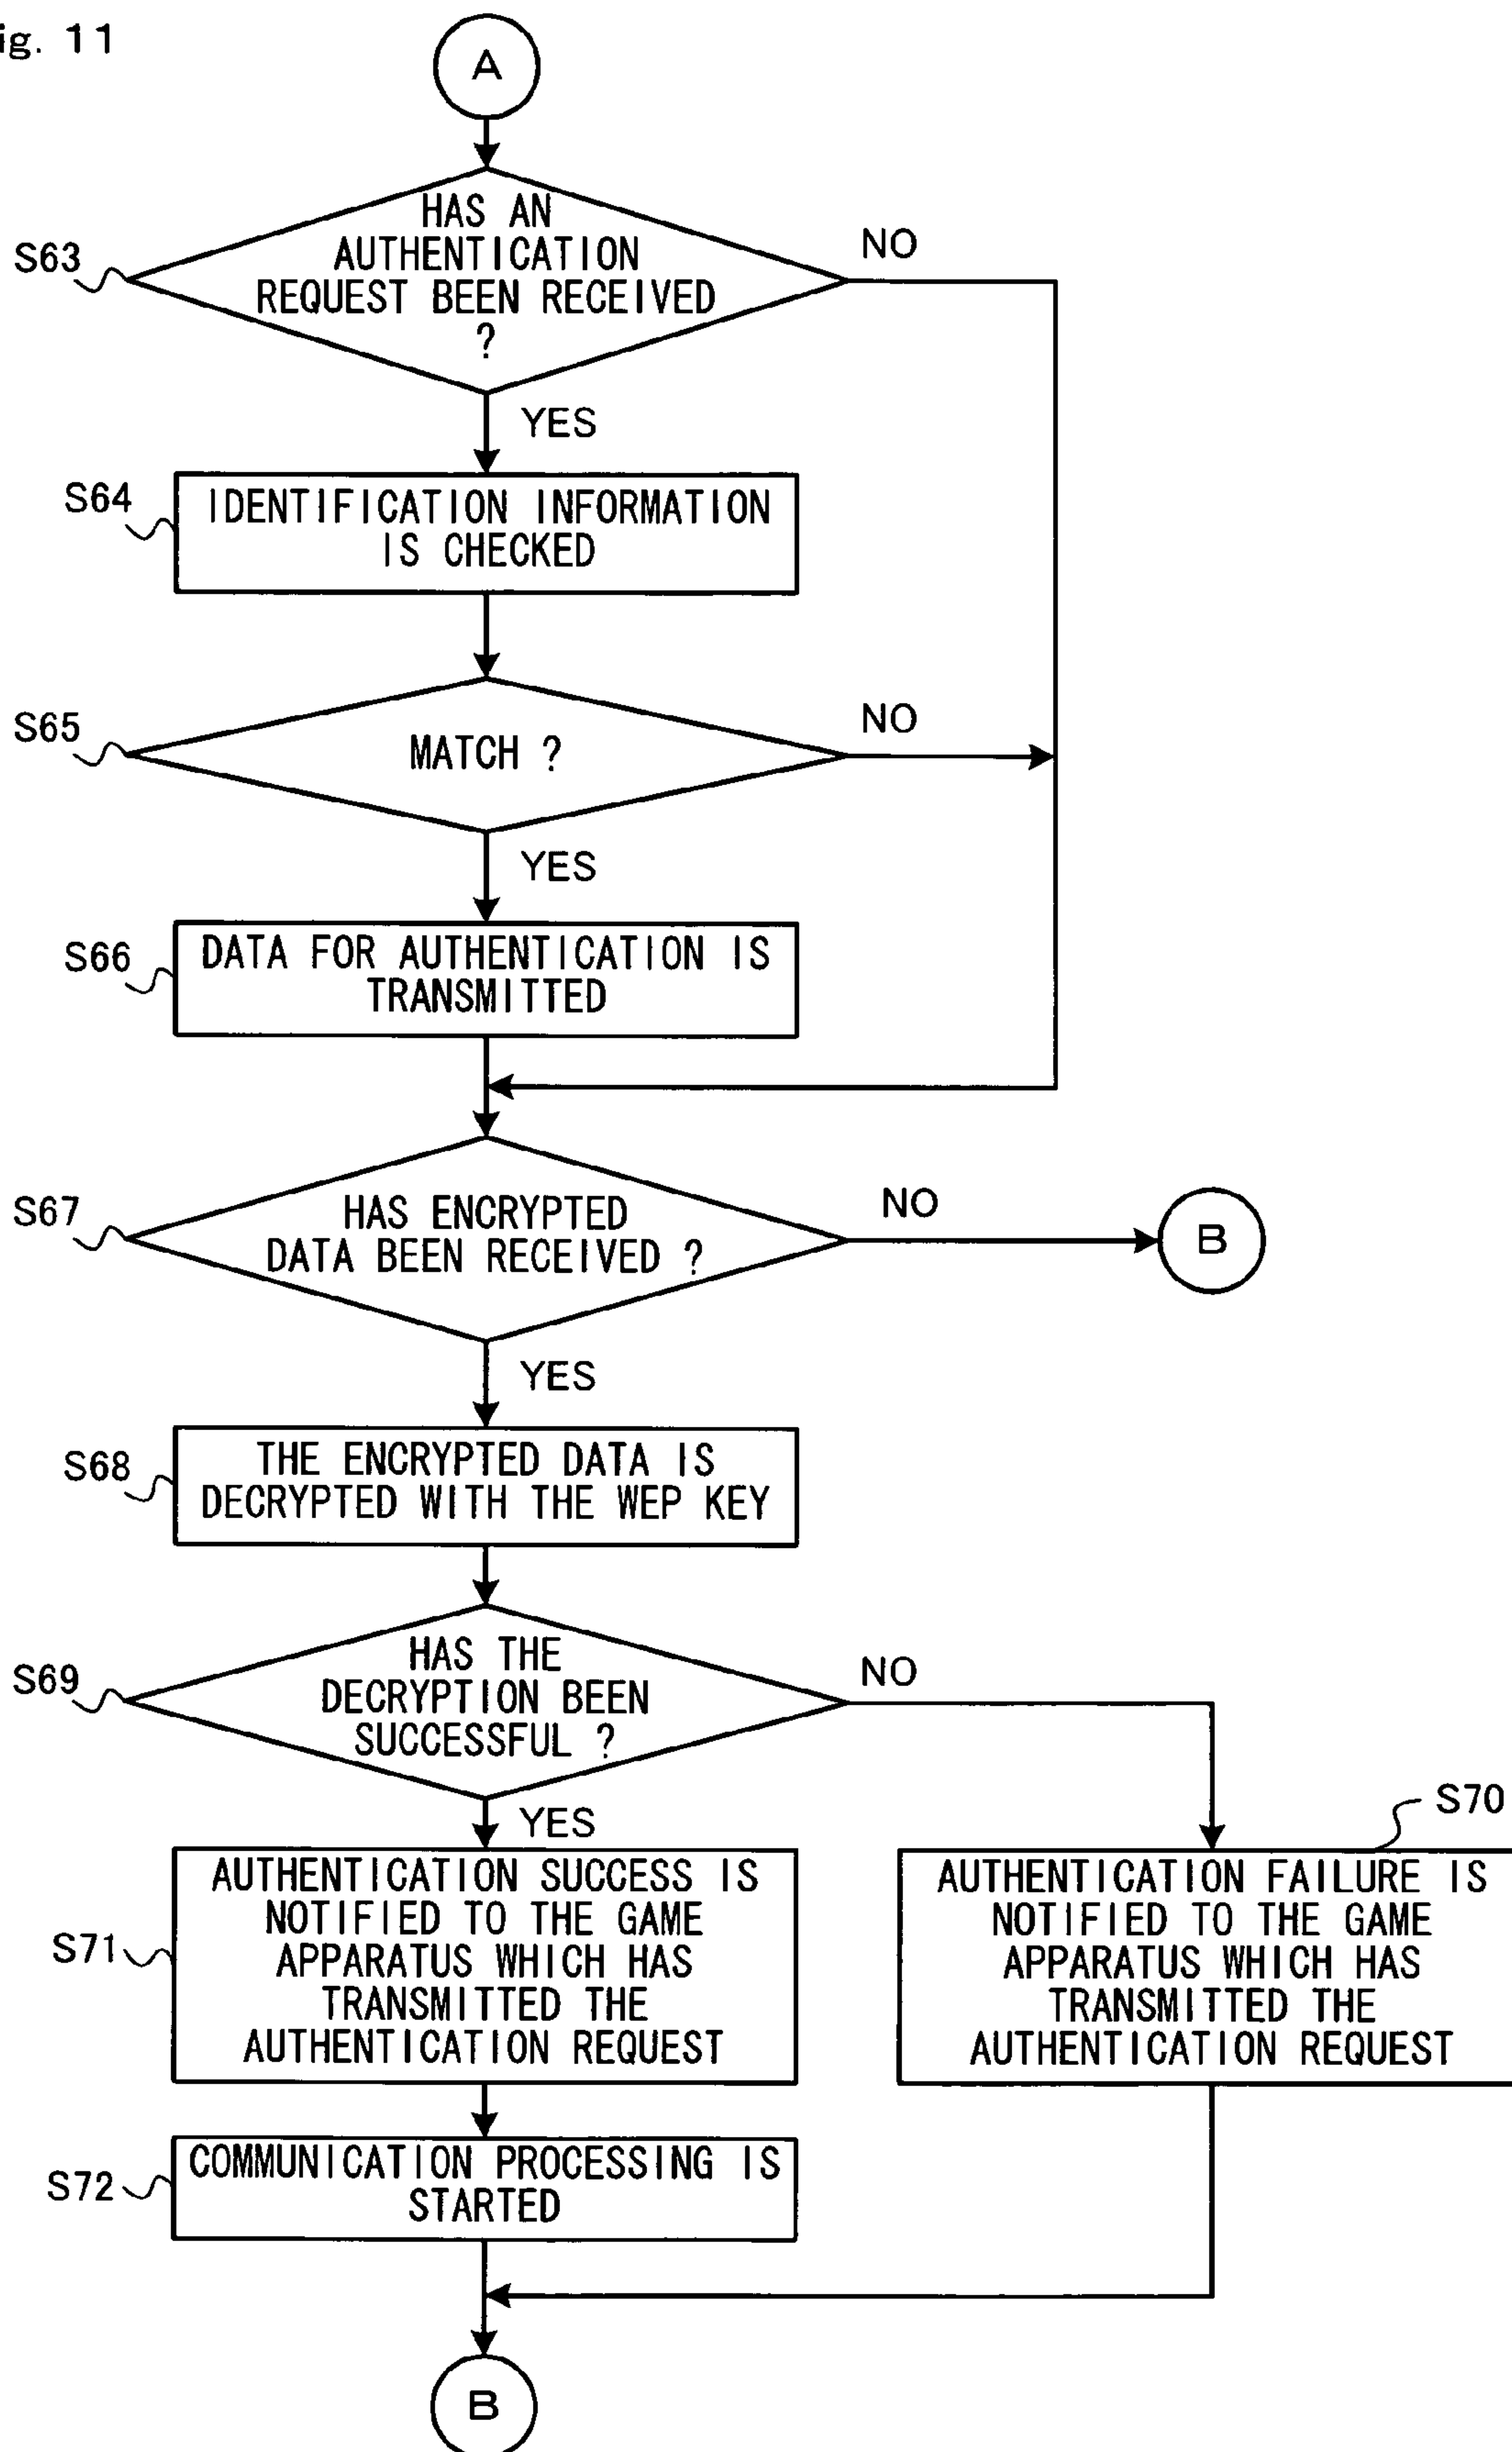 ig. 11
A
HAS AN
AUTHENTICATION
REQUEST BEEN RECEIVED
?
S63
NO
YES
S64
IDENTIFICATION INFORMATION
IS CHECKED
S65
MATCH ?
NO
YES
S66
DATA FOR AUTHENTICATION IS
TRANSMITTED
S67
HAS ENCRYPTED
DATA BEEN RECEIVED ?
NO
B
YES
S68
THE ENCRYPTED DATA IS
DECRYPTED WITH THE WEP KEY
S69
HAS THE
DECRYPTION BEEN
SUCCESSFUL ?
NO
YES
S71
AUTHENTICATION SUCCESS IS
NOTIFIED TO THE GAME
APPARATUS WHICH HAS
TRANSMITTED THE
AUTHENTICATION REQUEST
S70
AUTHENTICATION FAILURE IS
NOTIFIED TO THE GAME
APPARATUS WHICH HAS
TRANSMITTED THE
AUTHENTICATION REQUEST
S72
COMMUNICATION PROCESSING IS
STARTED
B